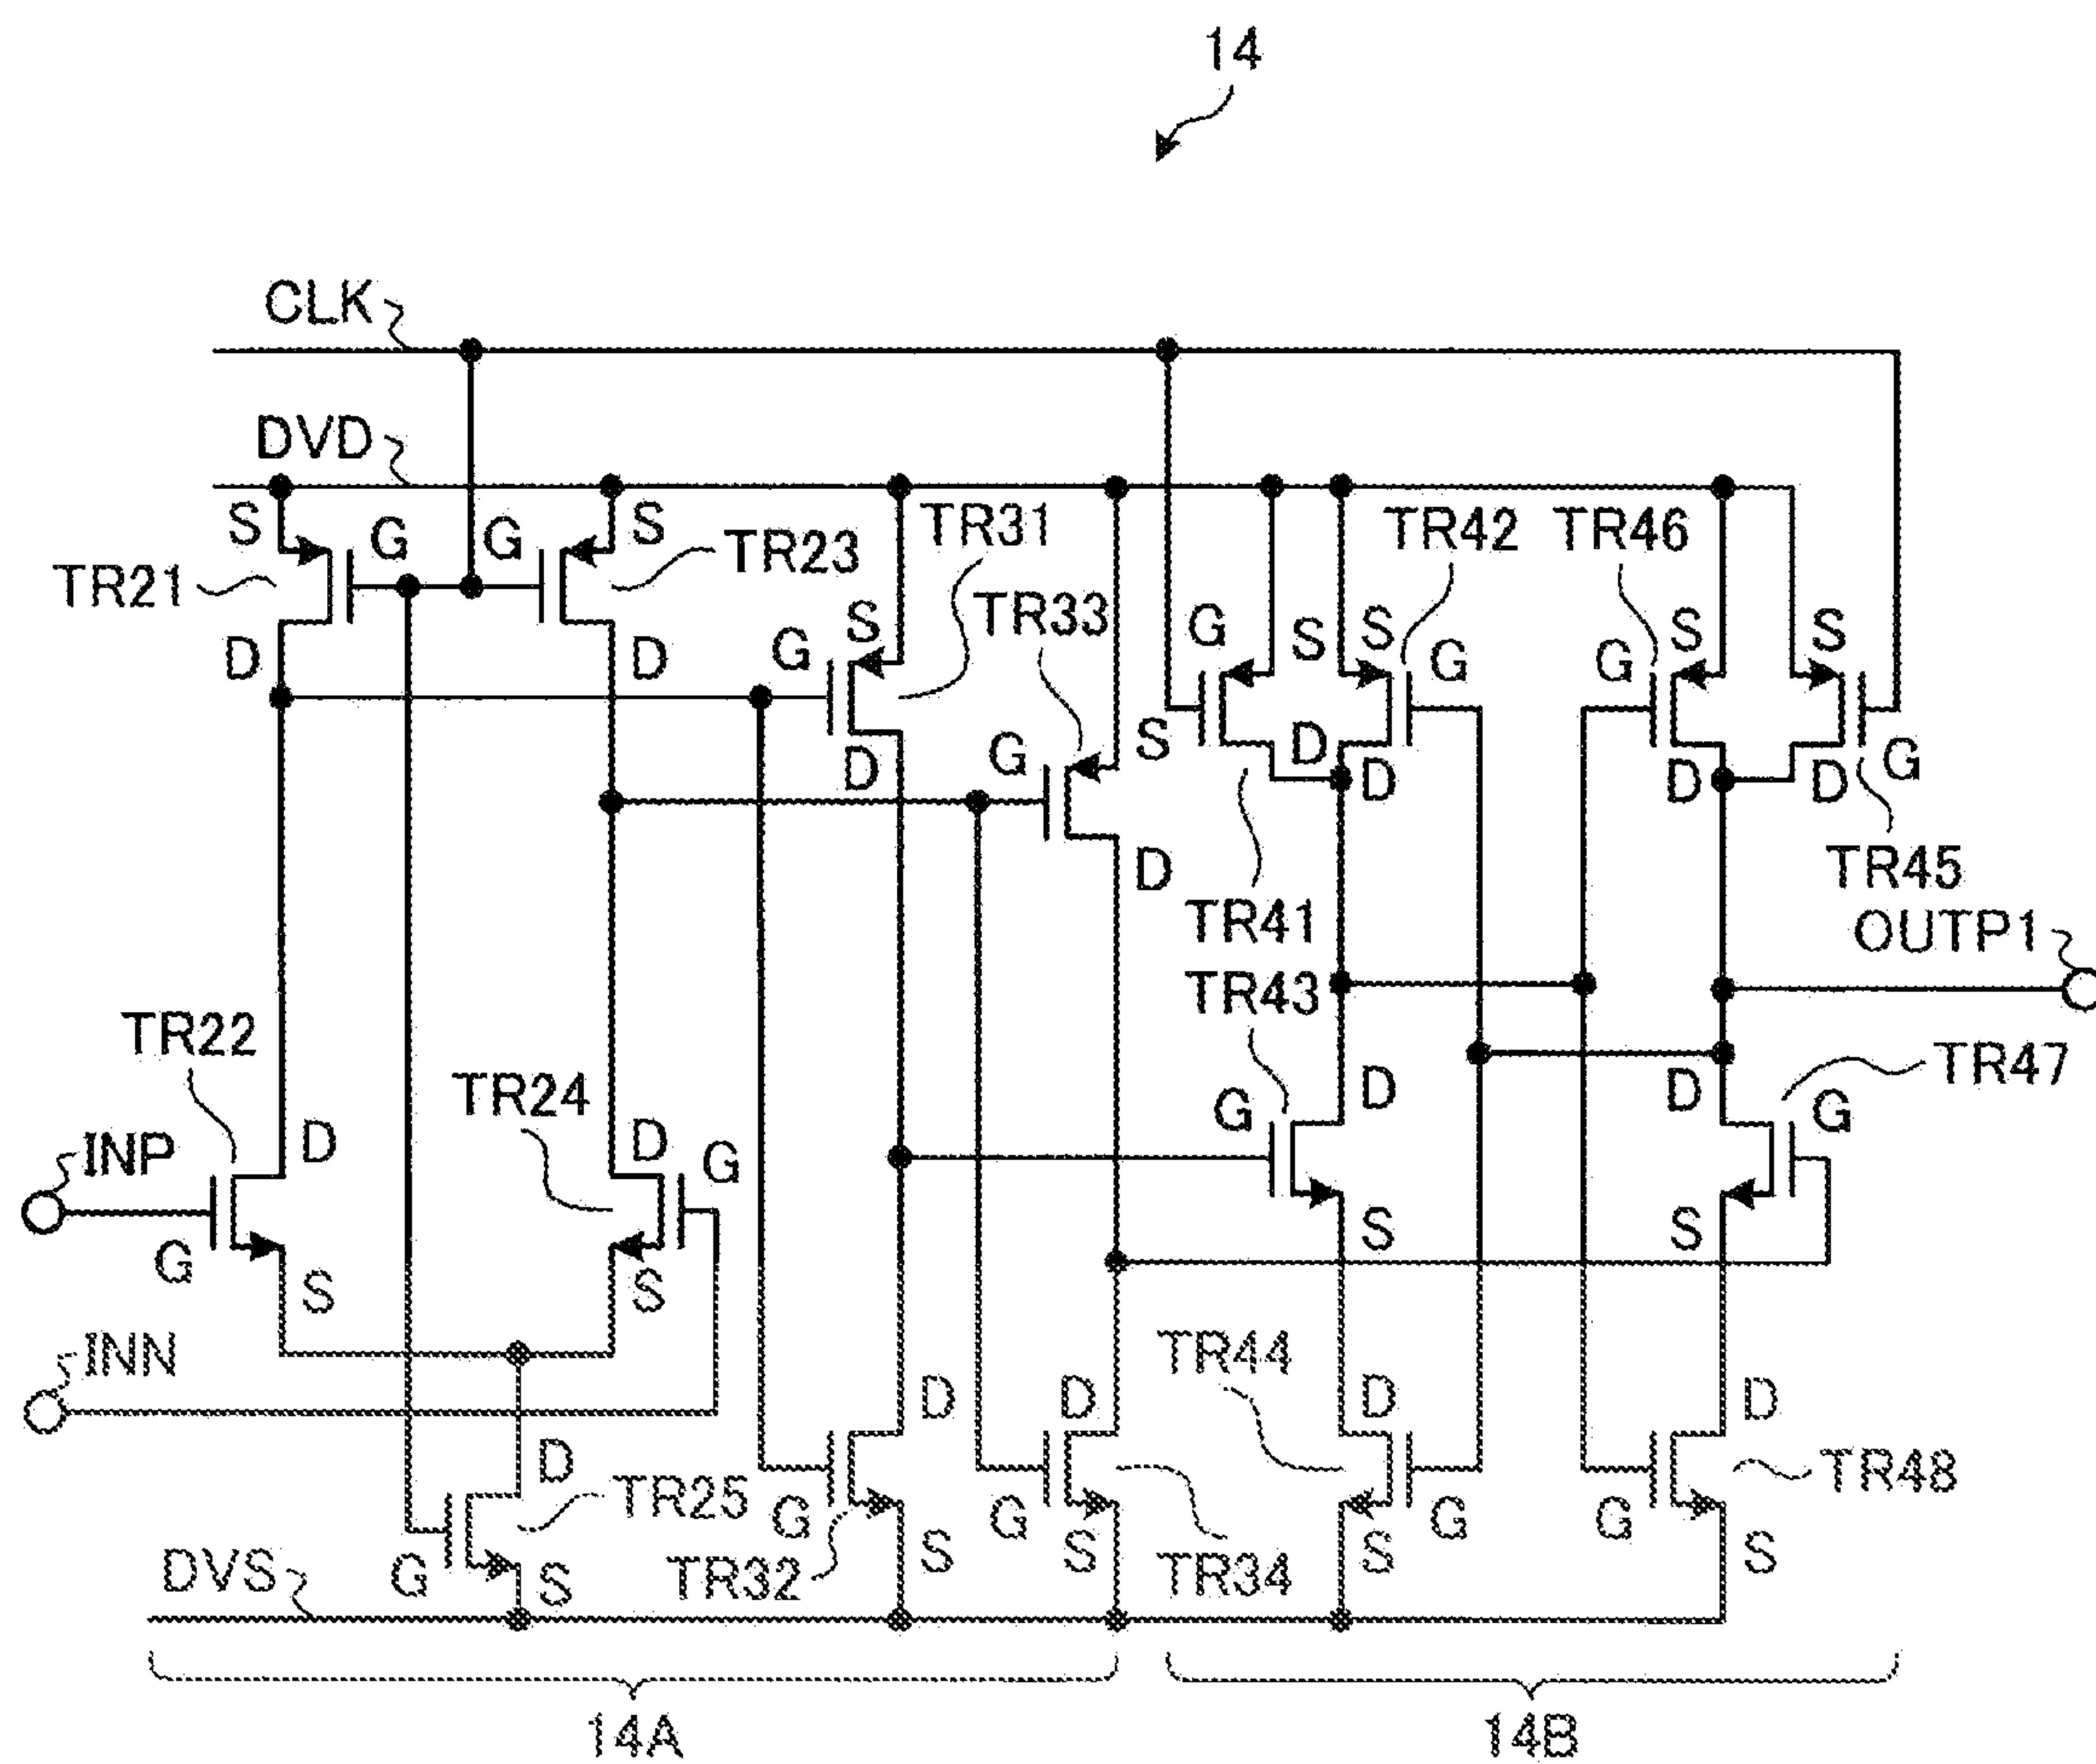 14
CLK
DVD
S G G S
TR21 TR23 TR31 TR42 TR46
D D TR33
G S G S S G G S S
S D D D D G
G D
D TR41 TR45
OUTP1
TR43
TR22 TR24 D D TR47
G G
INP D D G
G S S S S
INN TR44
D D D D
D TR25 TR48
G G G G
G S S S S S
DVS TR32 TR34
14A 14B